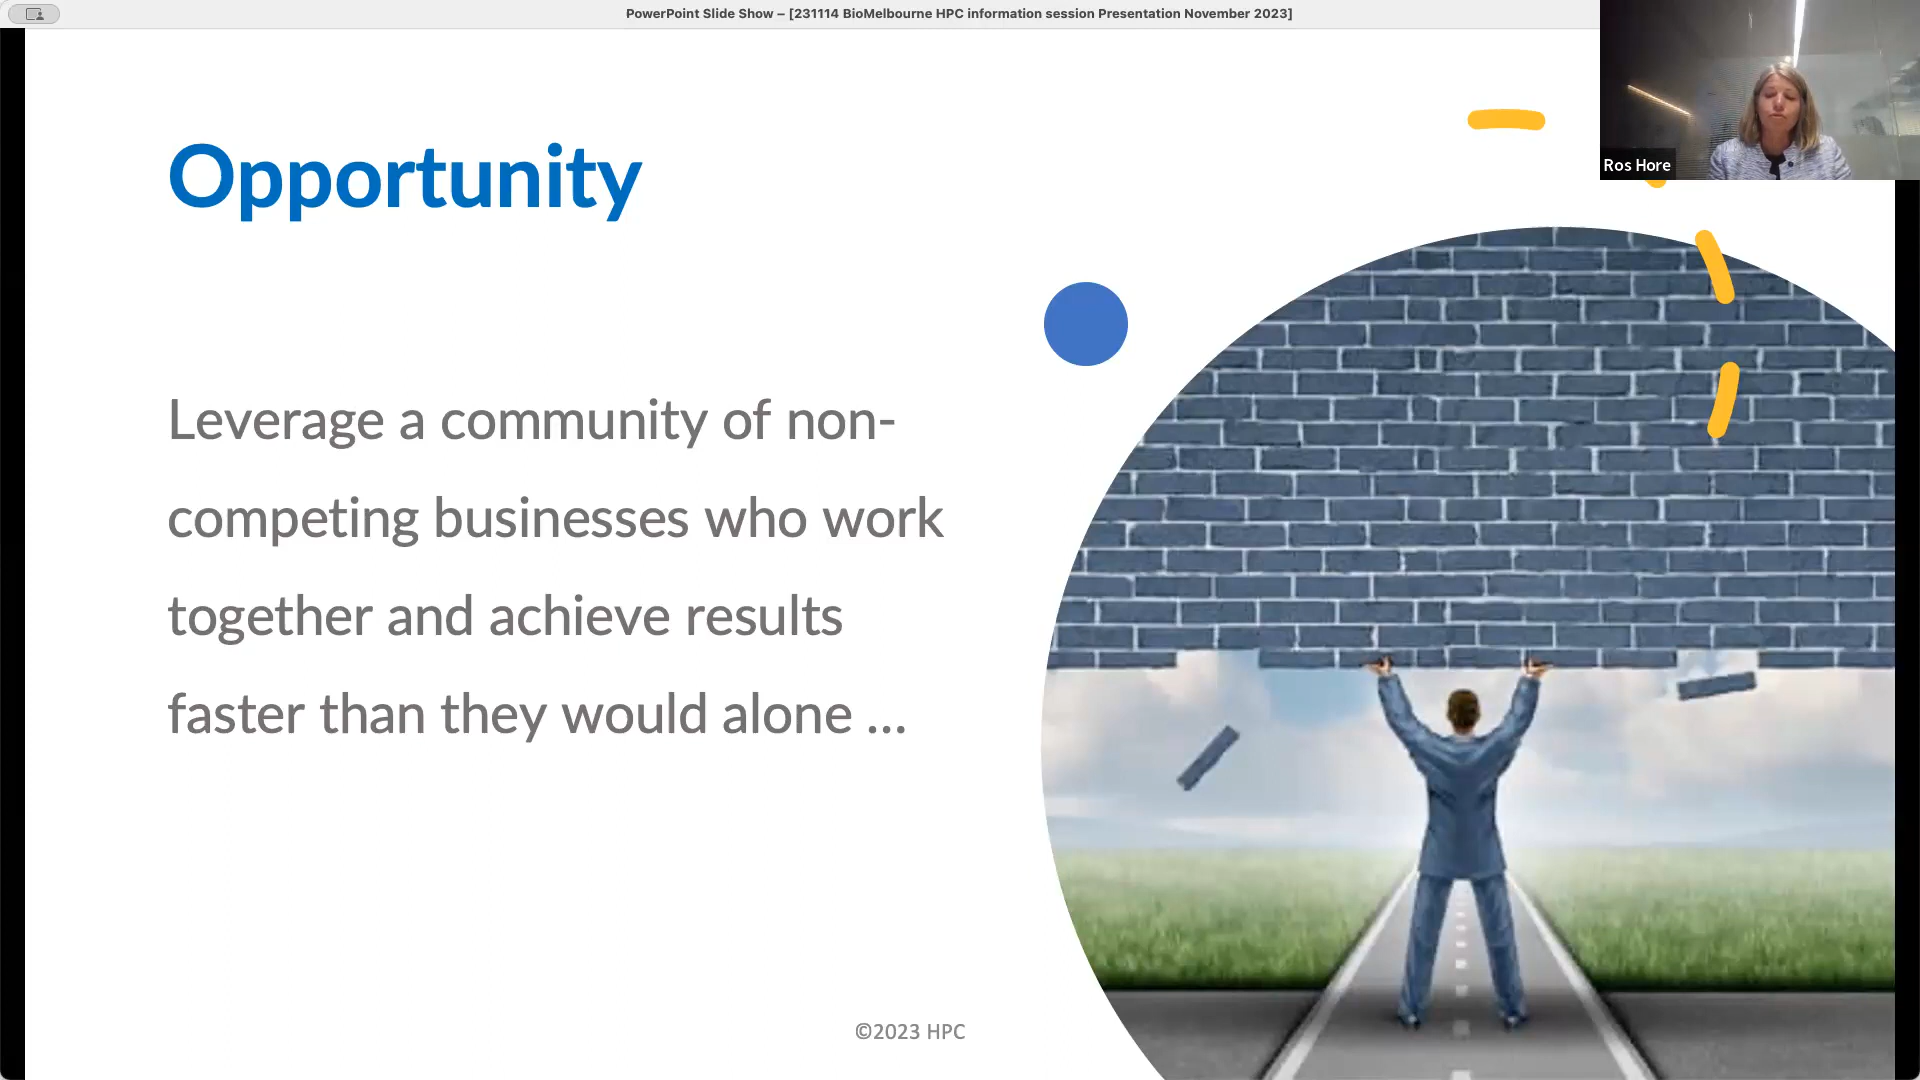 PowerPoint Slide Show – [231114 BioMelbourne HPC information session Presentation November 2023]
Ros Hore
Opportunity
Leverage a community of non-
competing businesses who work
together and achieve results
faster than they would alone ...
©2023 HPC